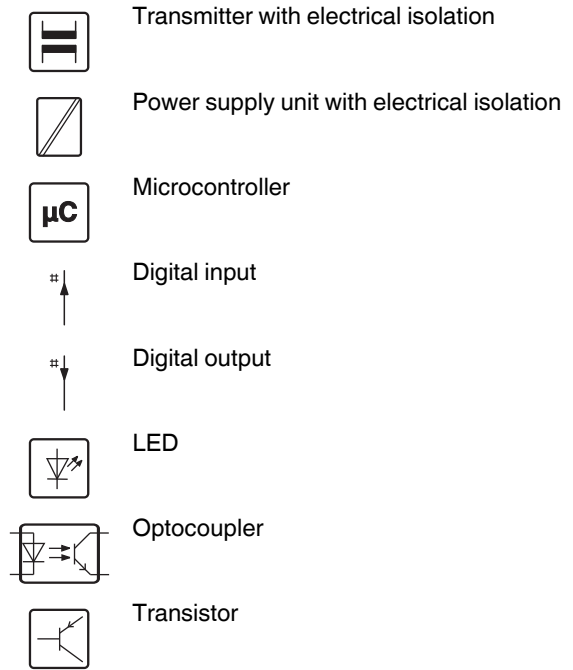 Transmitter with electrical isolation
Power supply unit with electrical isolation
µC
Microcontroller
#
Digital input
#
Digital output
LED
Optocoupler
Transistor